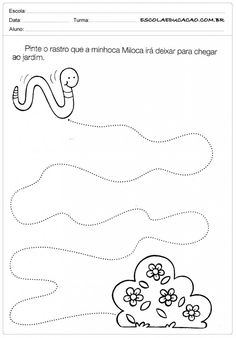 Escola:
Data: Turma: ESCOLAEDUCACAO.COM.BR
Aluno:
Pinte o rastro que a minhoca Miloca irá deixar para chegar
ao jardim.